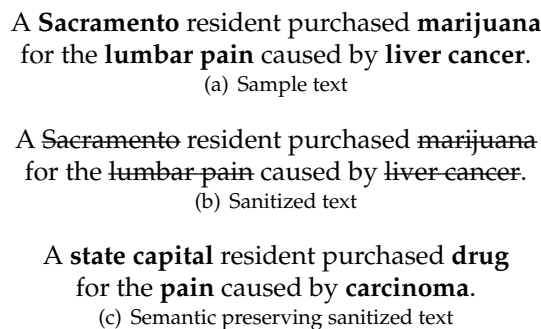 A Sacramento resident purchased marijuana
for the lumbar pain caused by liver cancer.
(a) Sample text
A Sacramento resident purchased marijuana
for the lumbar pain caused by liver cancer.
(b) Sanitized text
A state capital resident purchased drug
for the pain caused by carcinoma.
(c) Semantic preserving sanitized text